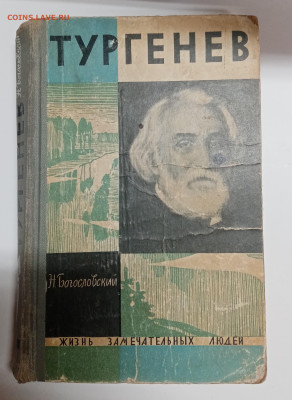 COINS.LAVE.RU
ТУРГЕНЕВ
Н Богословский
ЖИЗНЬ ЗАМЕЧАТЕЛЬНЫХ ЛЮДЕЙ